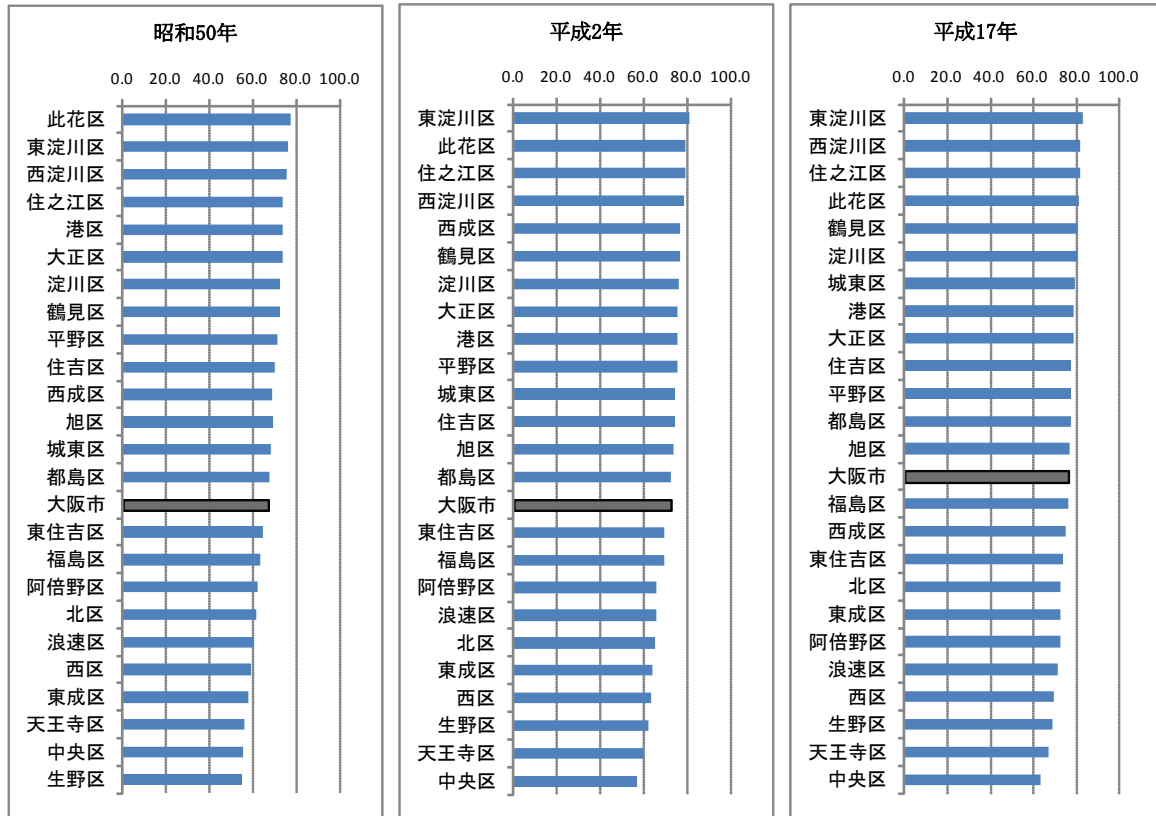 昭和50年
0.0 20.0 40.0 60.0 80.0 100.0
此花区
東淀川区
西淀川区
住之江区
港区
大正区
淀川区
鶴見区
平野区
住吉区
西成区
旭区
城東区
都島区
大阪市
東住吉区
福島区
阿倍野区
北区
浪速区
西区
東成区
天王寺区
中央区
生野区
平成2年
0.0 20.0 40.0 60.0 80.0 100.0
東淀川区
此花区
住之江区
西淀川区
西成区
鶴見区
淀川区
大正区
港区
平野区
城東区
住吉区
旭区
都島区
大阪市
東住吉区
福島区
阿倍野区
浪速区
北区
東成区
西区
生野区
天王寺区
中央区
平成17年
0.0 20.0 40.0 60.0 80.0 100.0
東淀川区
西淀川区
住之江区
此花区
鶴見区
淀川区
城東区
港区
大正区
住吉区
平野区
都島区
旭区
大阪市
福島区
西成区
東住吉区
北区
東成区
阿倍野区
浪速区
西区
生野区
天王寺区
中央区